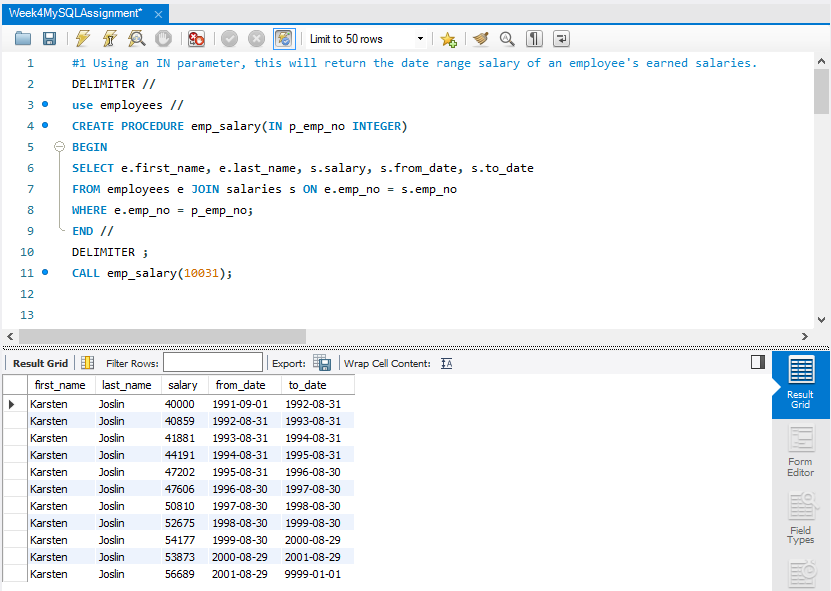 Week4MySQLAssignment*
Limit to 50 rows
1 #1 Using an IN parameter, this will return the date range salary of an employee's earned salaries.
2 DELIMITER //
3 use employees //
4 CREATE PROCEDURE emp_salary(IN p_emp_no INTEGER)
5 BEGIN
6 SELECT e.first_name, e.last_name, s.salary, s.from_date, s.to_date
7 FROM employees e JOIN salaries s ON e.emp_no = s.emp_no
8 WHERE e.emp_no = p_emp_no;
9 END //
10 DELIMITER ;
11 CALL emp_salary(10031);
12
13
Result Grid Filter Rows: Export: Wrap Cell Content:
first_name last_name salary from_date to_date
Karsten Joslin 40000 1991-09-01 1992-08-31
Karsten Joslin 40859 1992-08-31 1993-08-31
Karsten Joslin 41881 1993-08-31 1994-08-31
Karsten Joslin 44191 1994-08-31 1995-08-31
Karsten Joslin 47202 1995-08-31 1996-08-30
Karsten Joslin 47606 1996-08-30 1997-08-30
Karsten Joslin 50810 1997-08-30 1998-08-30
Karsten Joslin 52675 1998-08-30 1999-08-30
Karsten Joslin 54177 1999-08-30 2000-08-29
Karsten Joslin 53873 2000-08-29 2001-08-29
Karsten Joslin 56689 2001-08-29 9999-01-01
Result
Grid
Form
Editor
Field
Types